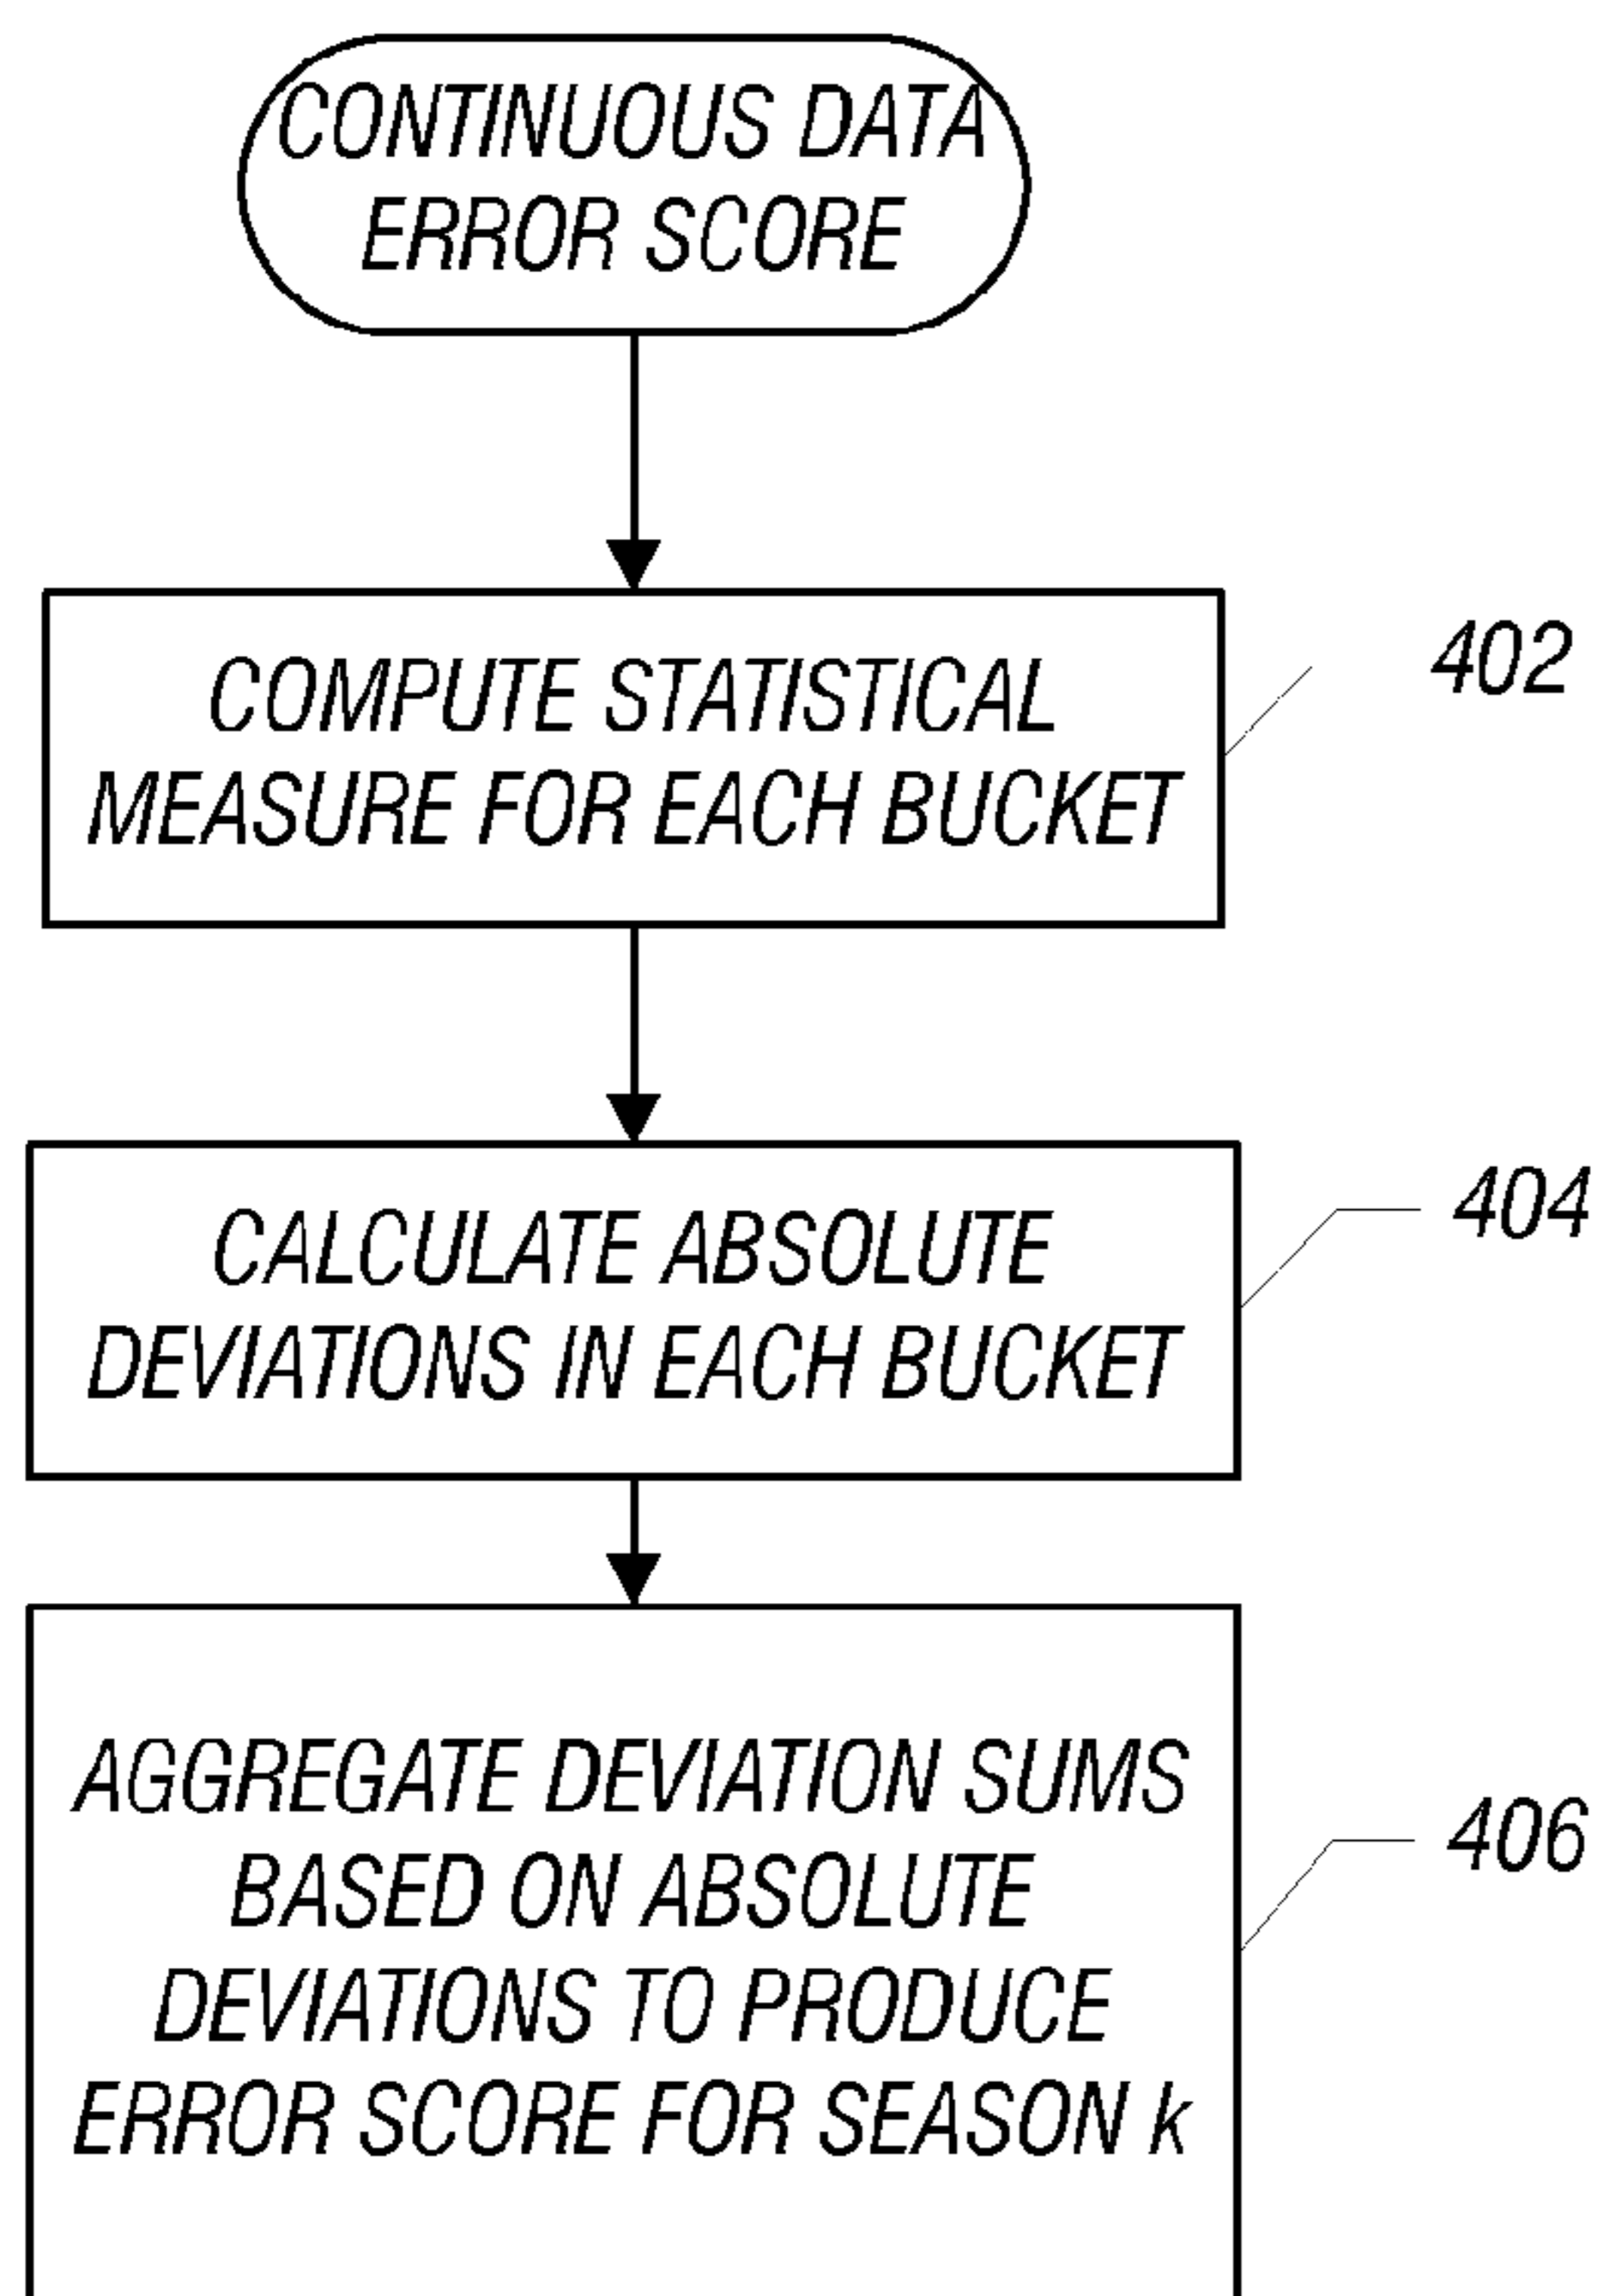 CONTINUOUS DATA
ERROR SCORE
COMPUTE STATISTICAL
MEASURE FOR EACH BUCKET
402
CALCULATE ABSOLUTE
DEVIATIONS IN EACH BUCKET
404
AGGREGATE DEVIATION SUMS
BASED ON ABSOLUTE
DEVIATIONS TO PRODUCE
ERROR SCORE FOR SEASON k
406